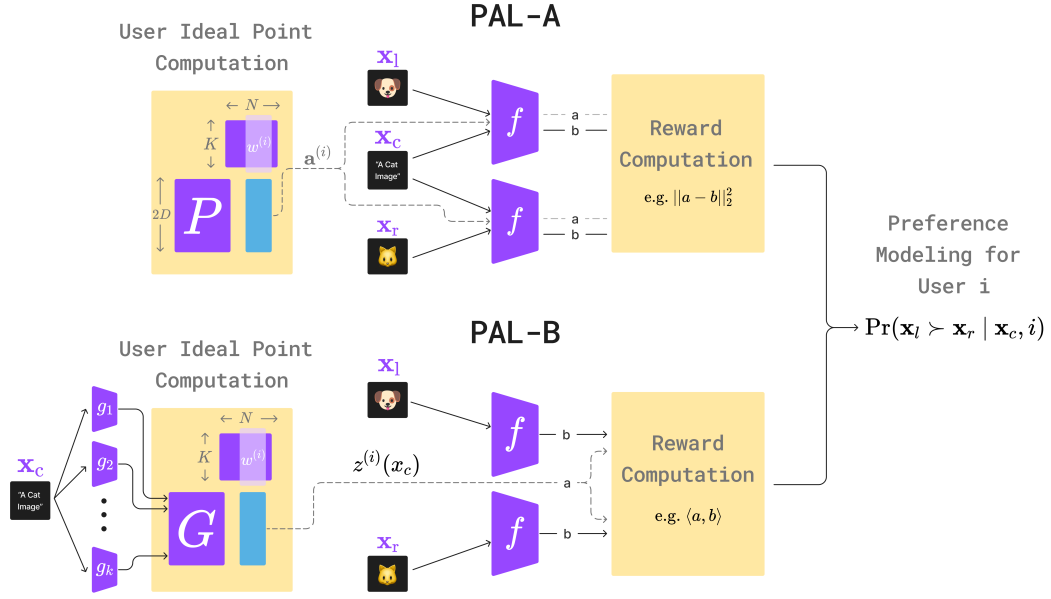 PAL-A
User Ideal Point
Computation
← N →
K
w^{(i)}
2D
P
a^{(i)}
x_l
x_c
"A Cat
Image"
x_r
f
a
b
f
a
b
Reward
Computation
e.g. ||a − b||_2^2
Preference
Modeling for
User i
Pr(x_l ≻ x_r | x_c, i)
PAL-B
User Ideal Point
Computation
x_c
"A Cat
Image"
g_1
g_2
g_k
← N →
K
w^{(i)}
G
z^{(i)}(x_c)
x_l
x_r
f
b
a
f
b
Reward
Computation
e.g. ⟨a, b⟩